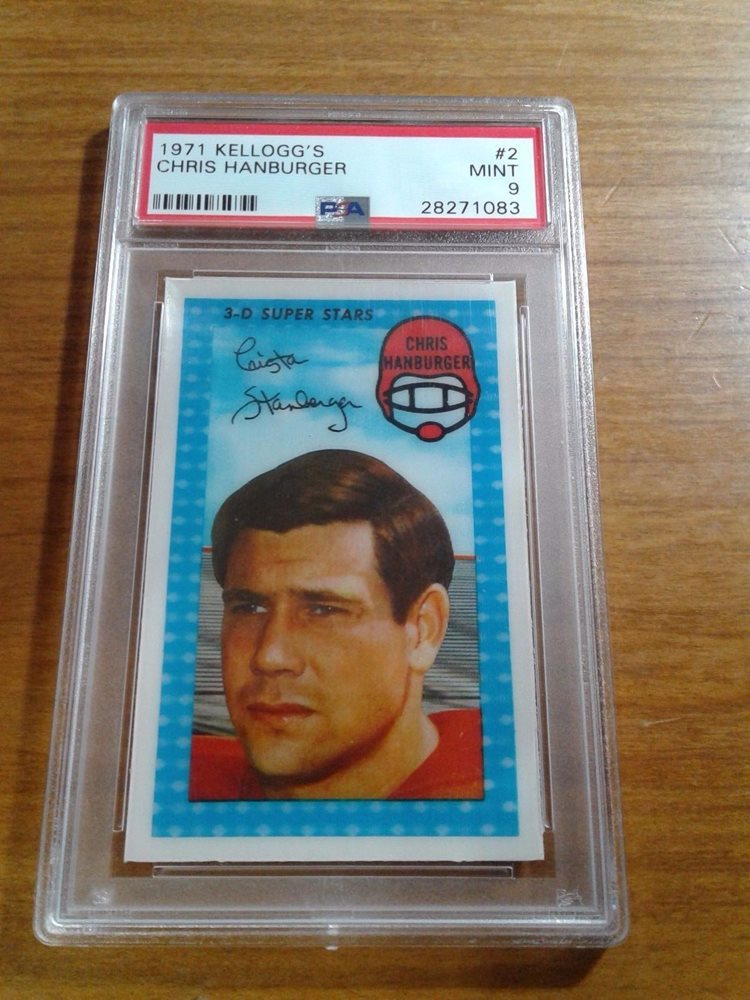 1971 KELLOGG'S #2
CHRIS HANBURGER MINT
9
PSA 28271083
3-D SUPER STARS
CHRIS
HANBURGER